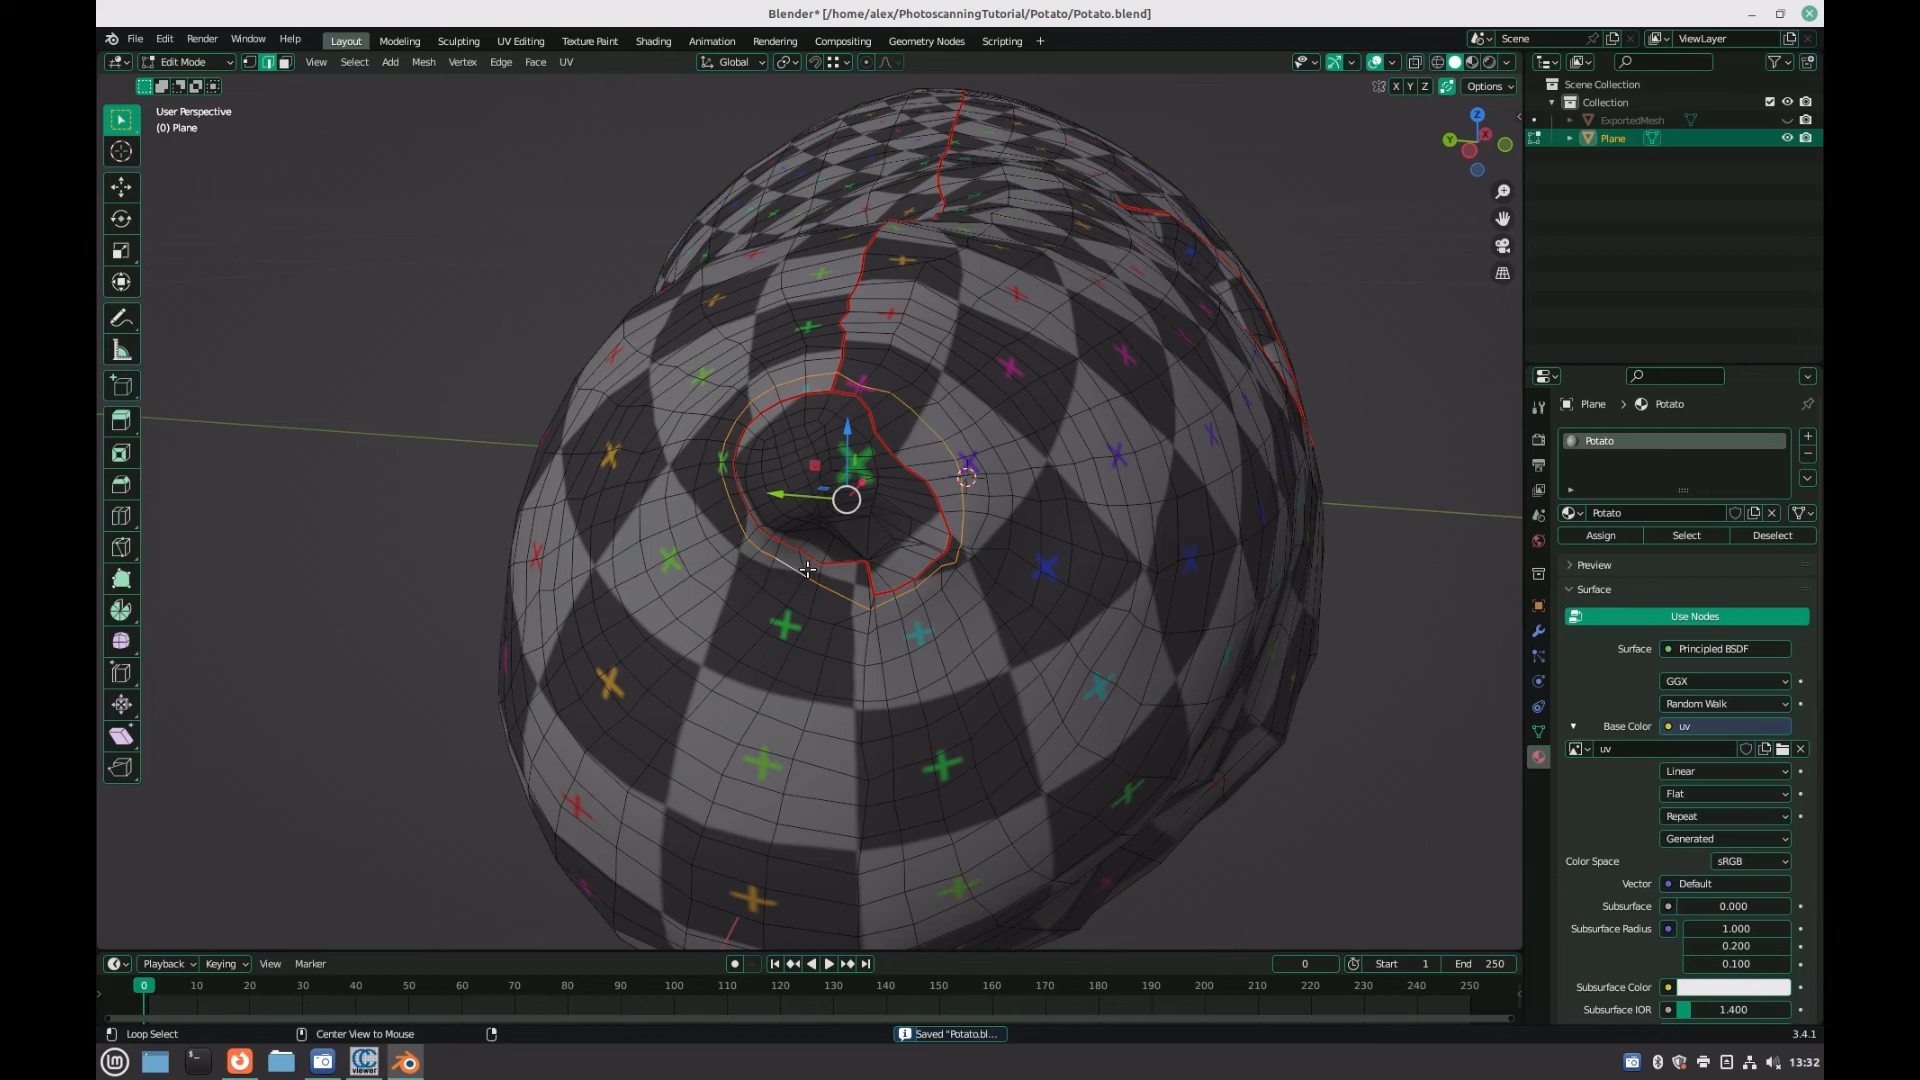 Blender* [/home/alex/PhotoscanningTutorial/Potato/Potato.blend]
File Edit Render Window Help Layout Modeling Sculpting UV Editing Texture Paint Shading Animation Rendering Compositing Geometry Nodes Scripting + Scene ViewLayer
Edit Mode View Select Add Mesh Vertex Edge Face UV Global
X Y Z Options
User Perspective
(0) Plane
Z
Y X
Scene Collection
Collection
ExportedMesh
Plane
Plane > Potato
Potato
Potato
Assign Select Deselect
Preview
Surface
Use Nodes
Surface Principled BSDF
GGX
Random Walk
Base Color uv
uv
Linear
Flat
Repeat
Generated
Color Space sRGB
Vector Default
Subsurface 0.000
Subsurface Radius 1.000
0.200
0.100
Subsurface Color
Subsurface IOR 1.400
Playback Keying View Marker 0 Start 1 End 250
0 10 20 30 40 50 60 70 80 90 100 110 120 130 140 150 160 170 180 190 200 210 220 230 240 250
Loop Select Center View to Mouse Saved "Potato.bl... 3.4.1
CC viewer 13:32